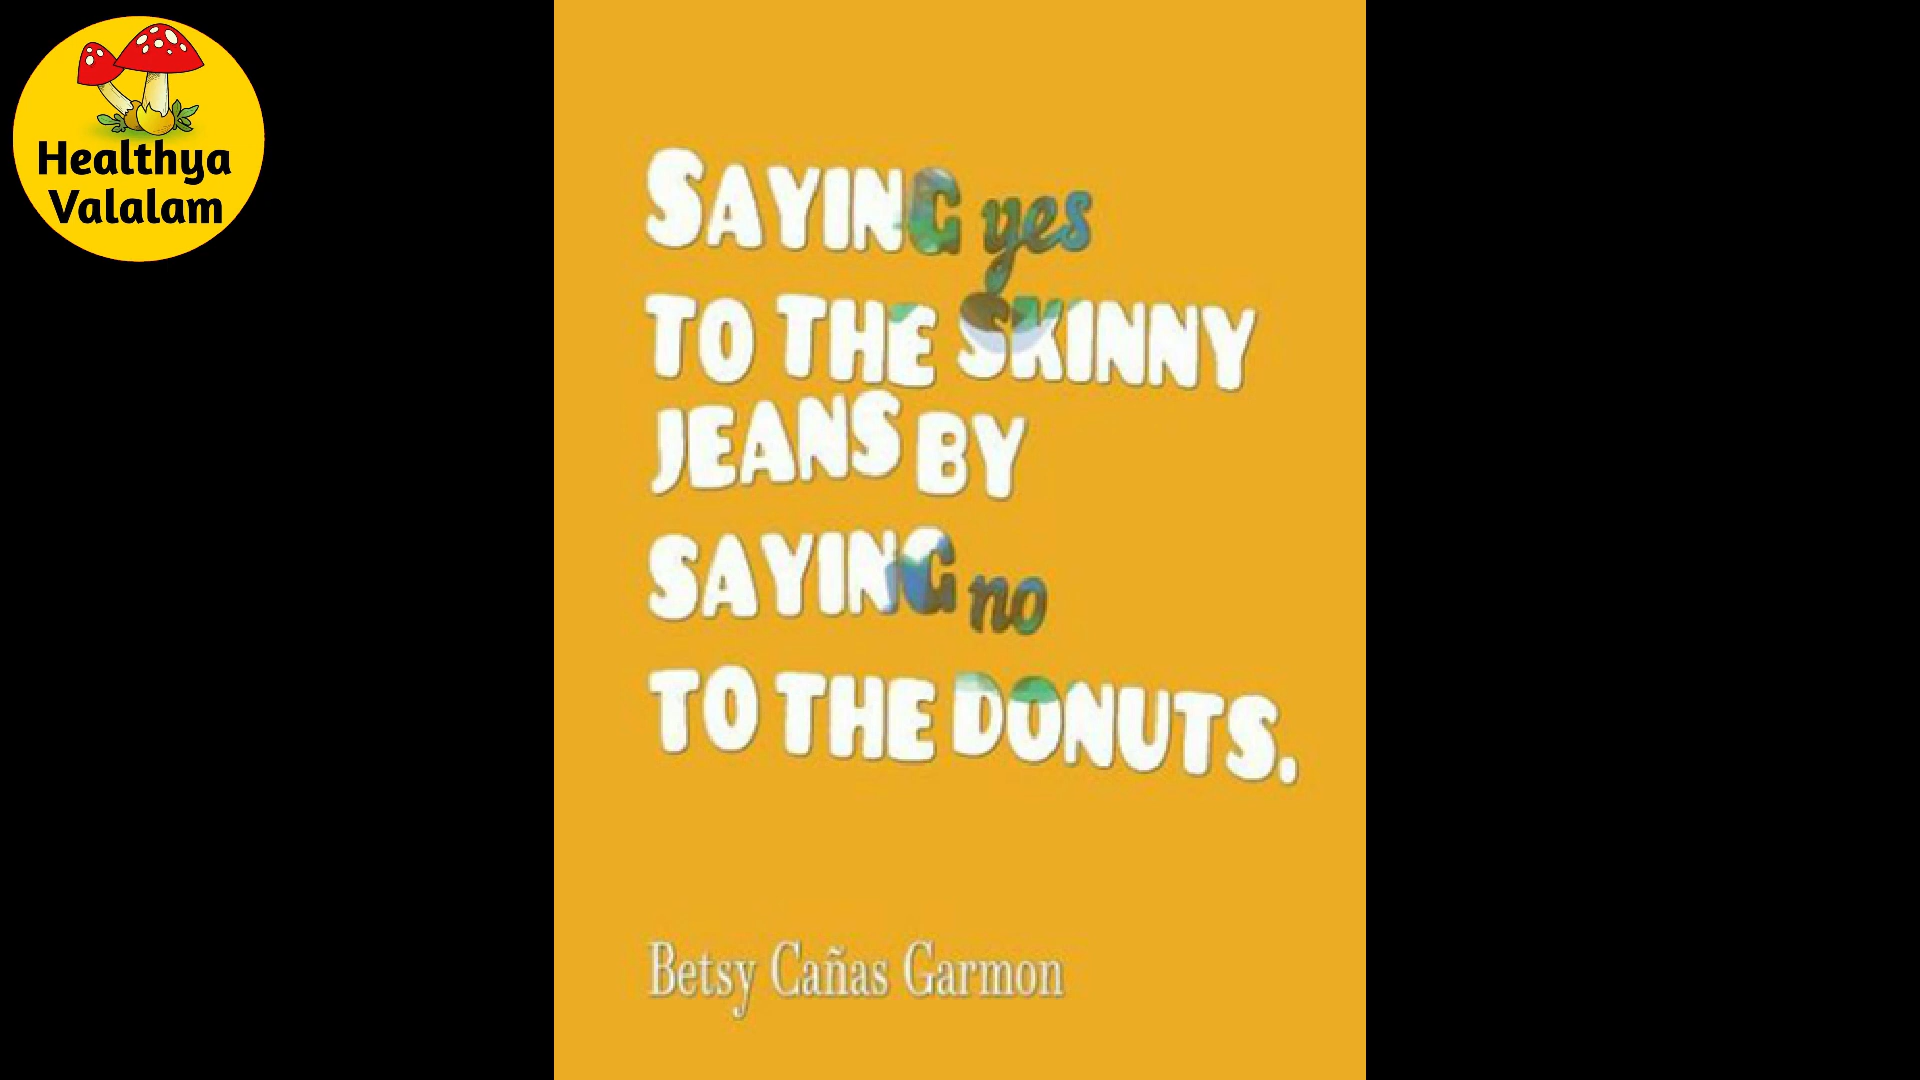 Healthya
Valalam
SAYING yes
TO THE SKINNY
JEANS BY
SAYING no
TO THE DONUTS.
Betsy Cañas Garmon